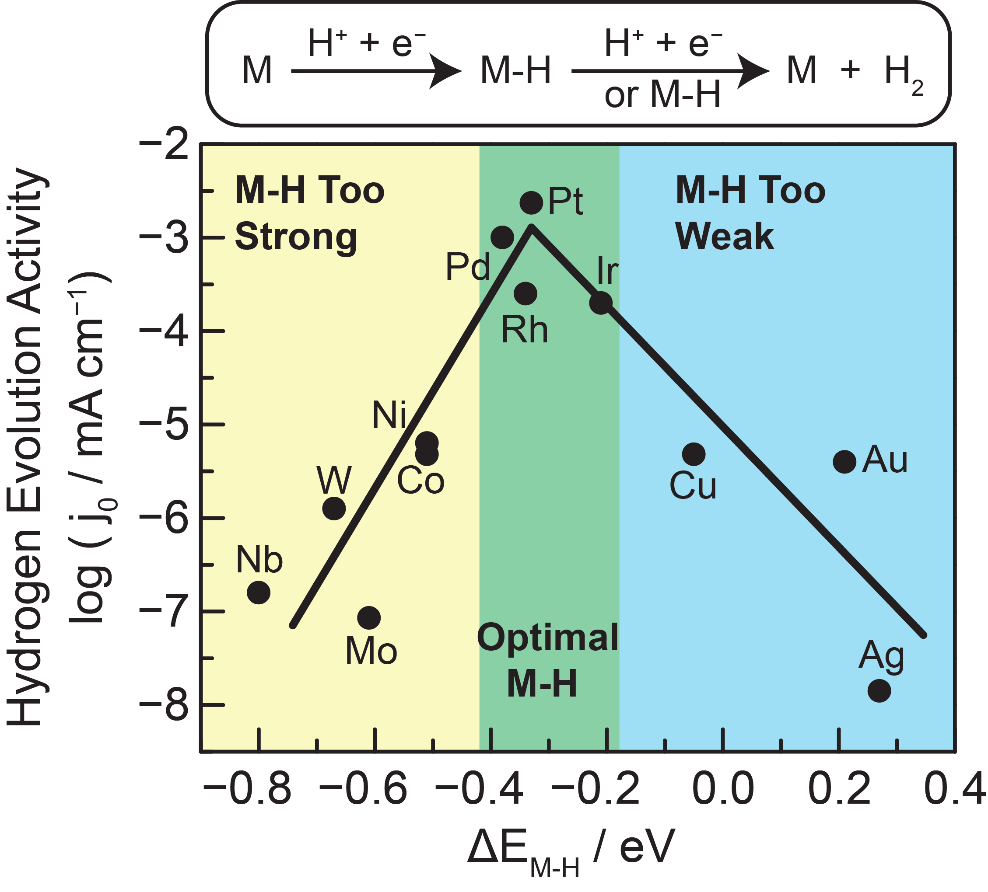 H⁺ + e⁻ H⁺ + e⁻
M M-H M + H₂
or M-H
Hydrogen Evolution Activity
log ( j₀ / mA cm⁻¹)
−2
−3
−4
−5
−6
−7
−8
M-H Too
Strong
M-H Too
Weak
Pt
Pd
Ir
Rh
Ni
Co
W
Cu
Au
Nb
Mo
Ag
Optimal
M-H
−0.8 −0.6 −0.4 −0.2 0.0 0.2 0.4
ΔE_M-H / eV